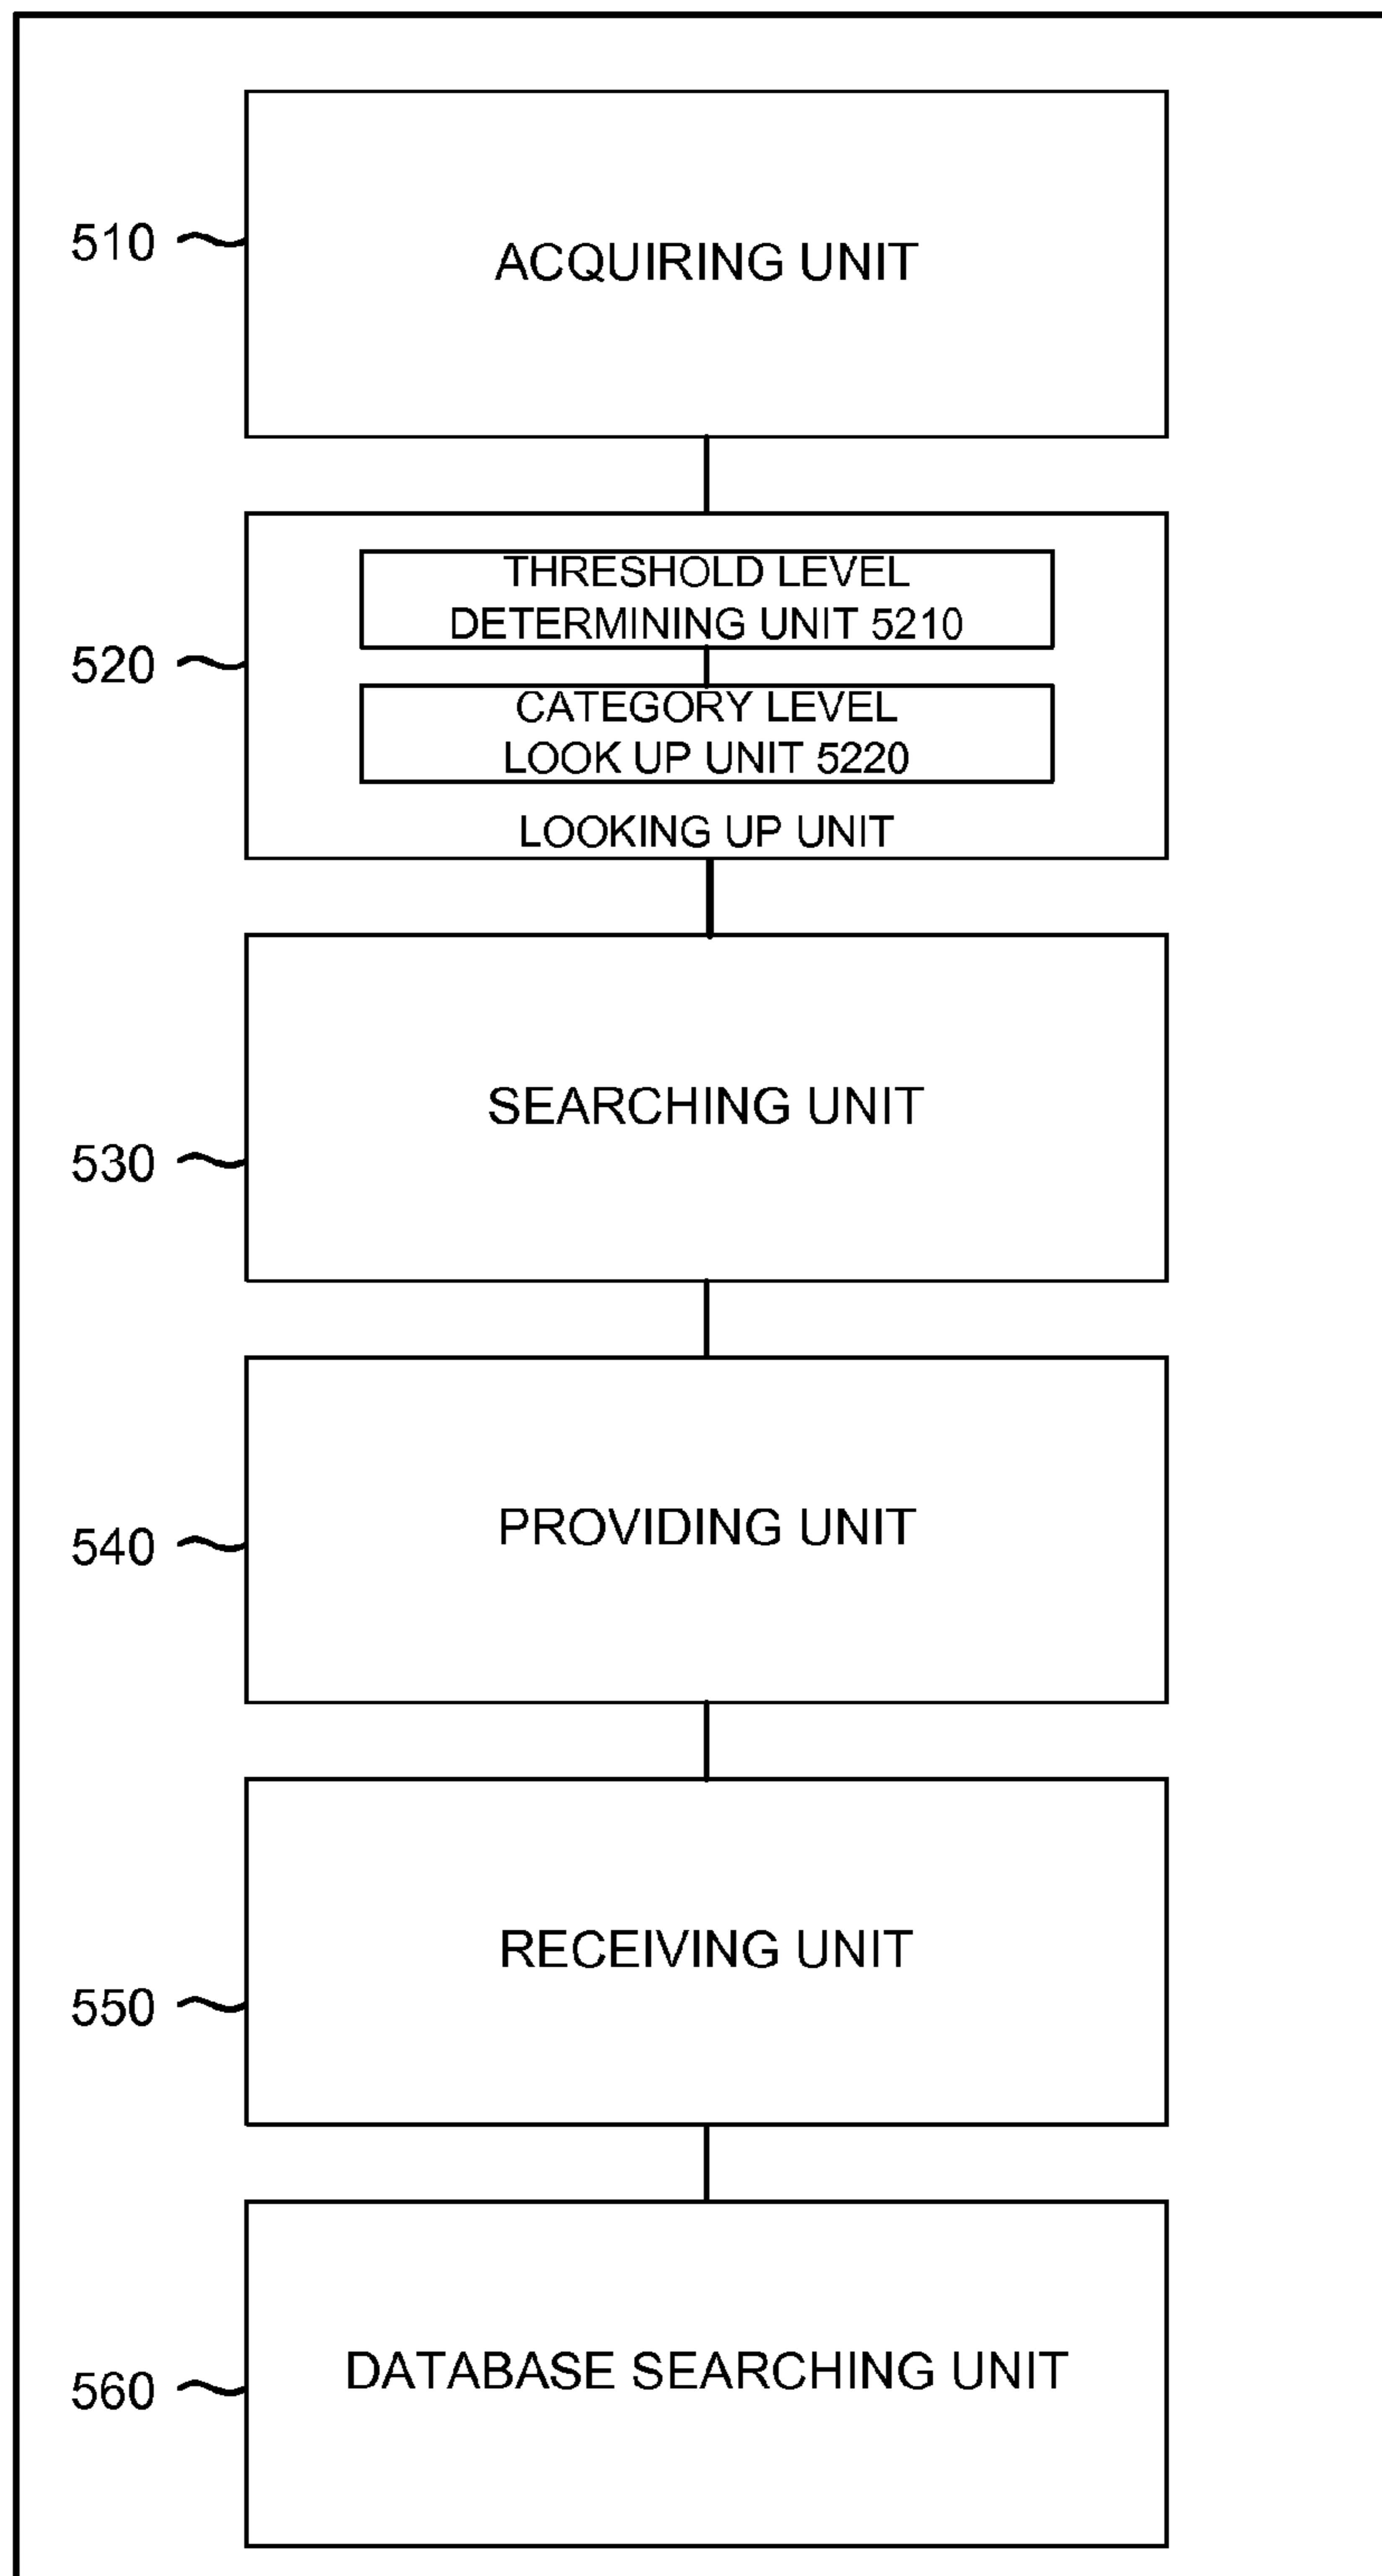 510
ACQUIRING UNIT
520
THRESHOLD LEVEL
DETERMINING UNIT 5210
CATEGORY LEVEL
LOOK UP UNIT 5220
LOOKING UP UNIT
530
SEARCHING UNIT
540
PROVIDING UNIT
550
RECEIVING UNIT
560
DATABASE SEARCHING UNIT